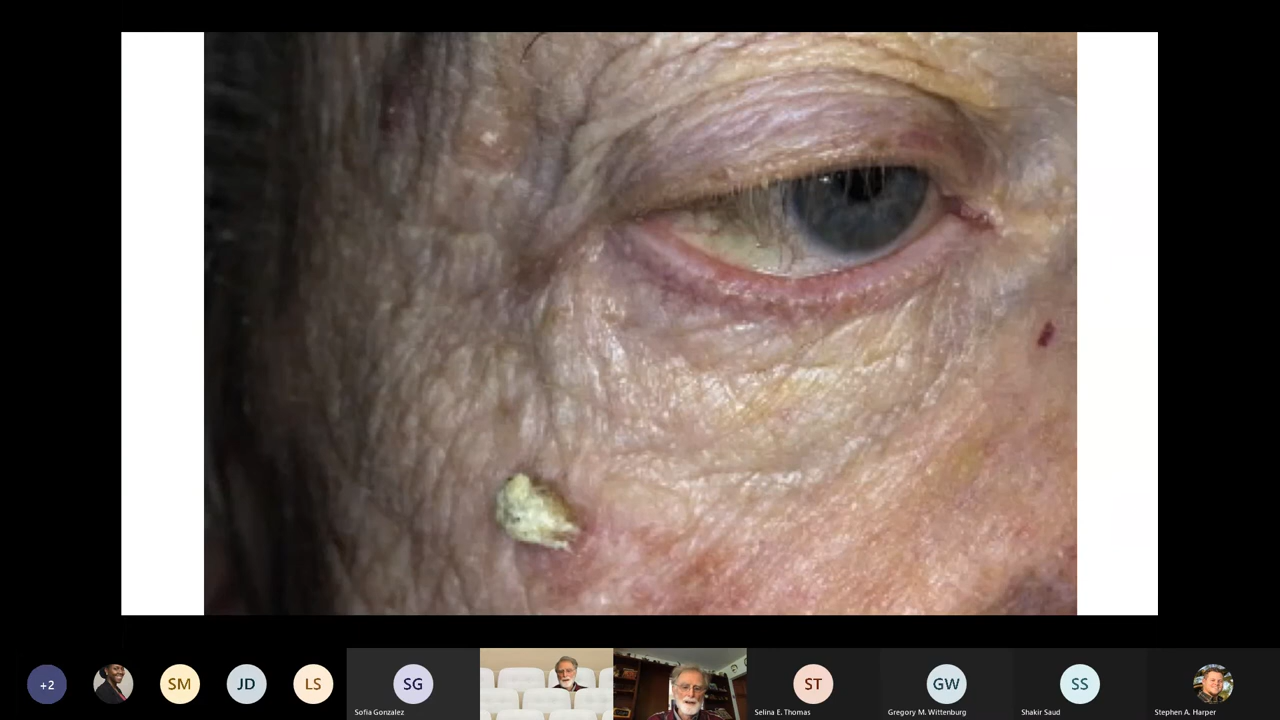 +2
SM
JD
LS
SG
Sofia Gonzalez
ST
Selina E. Thomas
GW
Gregory M. Wittenburg
SS
Shakir Saud
Stephen A. Harper